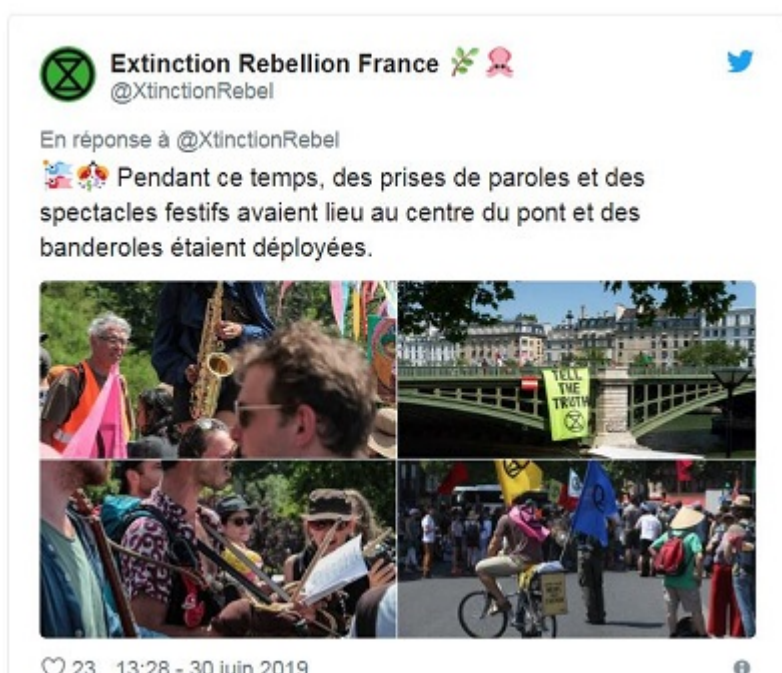 Extinction Rebellion France
@XtinctionRebel
En réponse à @XtinctionRebel
Pendant ce temps, des prises de paroles et des
spectacles festifs avaient lieu au centre du pont et des
banderoles étaient déployées.
TELL
THE
TRUTH
23 13:28 - 30 juin 2019